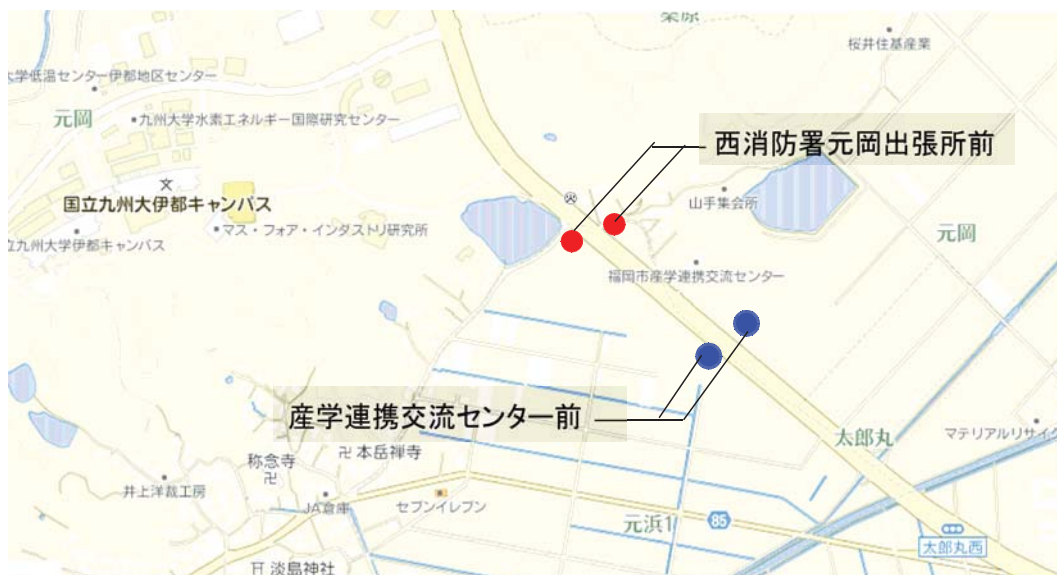 桑原
桜井住基産業
大学低温センター伊都地区センター
元岡
九州大学水素エネルギー国際研究センター
西消防署元岡出張所前
国立九州大伊都キャンパス
山手集会所
マス・フォア・インダストリ研究所
立九州大学伊都キャンパス
元岡
福岡市産学連携交流センター
産学連携交流センター前
太郎丸
マテリアルリサイク
本岳禅寺
称念寺
井上洋裁工房
JA倉庫
セブンイレブン
元浜1
85
太郎丸西
淡島神社